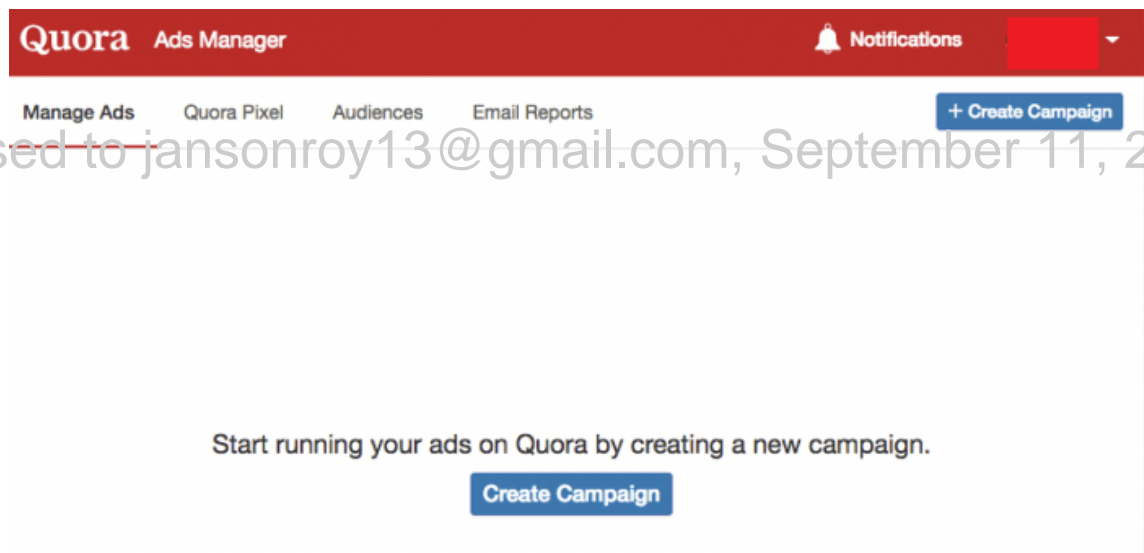 Quora Ads Manager Notifications
Manage Ads Quora Pixel Audiences Email Reports + Create Campaign
sed to jansonroy13@gmail.com, September 11, 2
Start running your ads on Quora by creating a new campaign.
Create Campaign